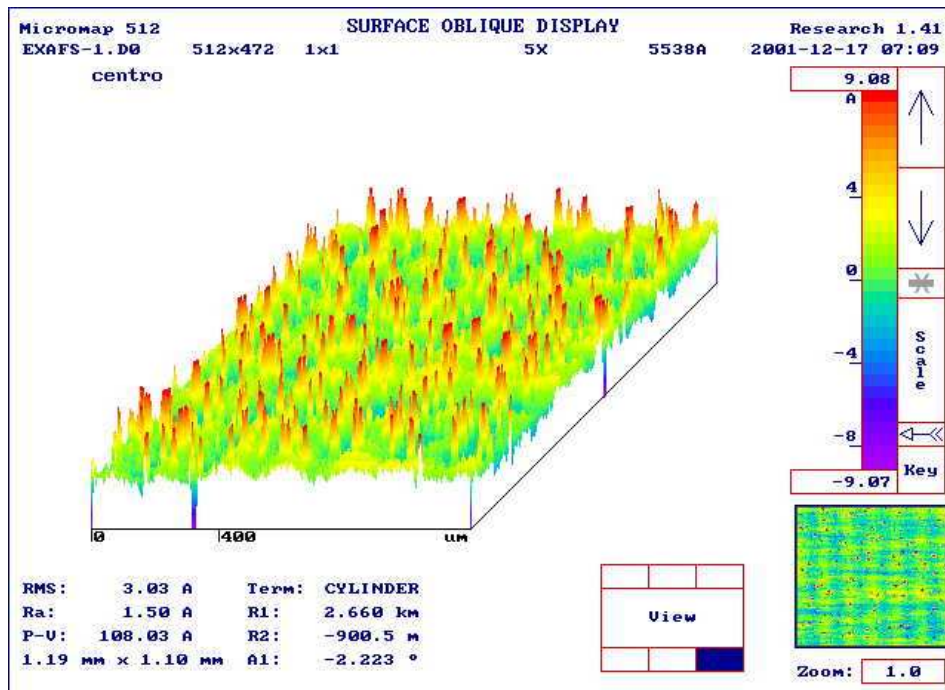 Micromap 512 SURFACE OBLIQUE DISPLAY Research 1.41
EXAFS-1.D0 512x472 1x1 5X 5538A 2001-12-17 07:09
centro
9.08
A
4
0
-4
-8
-9.07
Scale
Key
0 400 um
RMS: 3.03 A Term: CYLINDER
Ra: 1.50 A R1: 2.660 km
P-V: 108.03 A R2: -900.5 m
1.19 mm x 1.10 mm A1: -2.223 °
View
Zoom: 1.0